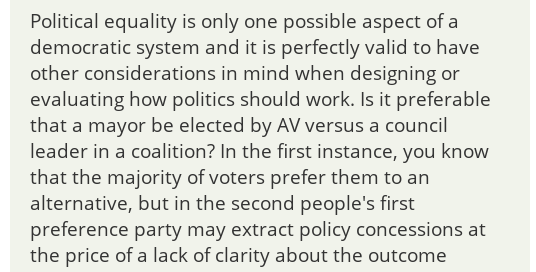 Political equality is only one possible aspect of a
democratic system and it is perfectly valid to have
other considerations in mind when designing or
evaluating how politics should work. Is it preferable
that a mayor be elected by AV versus a council
leader in a coalition? In the first instance, you know
that the majority of voters prefer them to an
alternative, but in the second people's first
preference party may extract policy concessions at
the price of a lack of clarity about the outcome